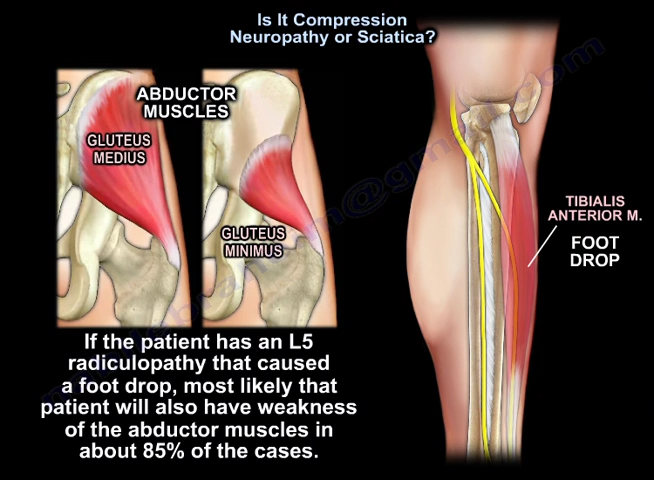 Is It Compression
Neuropathy or Sciatica?
ABDUCTOR
MUSCLES
GLUTEUS
MEDIUS
GLUTEUS
MINIMUS
TIBIALIS
ANTERIOR M.
FOOT
DROP
If the patient has an L5
radiculopathy that caused
a foot drop, most likely that
patient will also have weakness
of the abductor muscles in
about 85% of the cases.